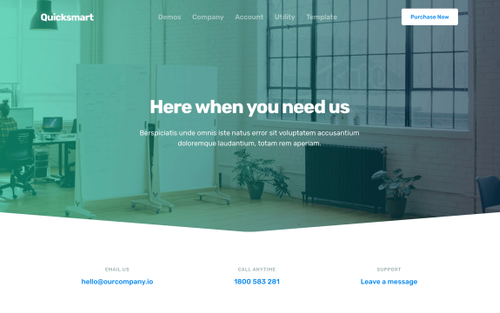 Quicksmart
Demos Company Account Utility Template
Purchase Now
Here when you need us
Berspiciatis unde omnis iste natus error sit voluptatem accusantium
doloremque laudantium, totam rem aperiam.
EMAIL US
hello@ourcompany.io
CALL ANYTIME
1800 583 281
SUPPORT
Leave a message